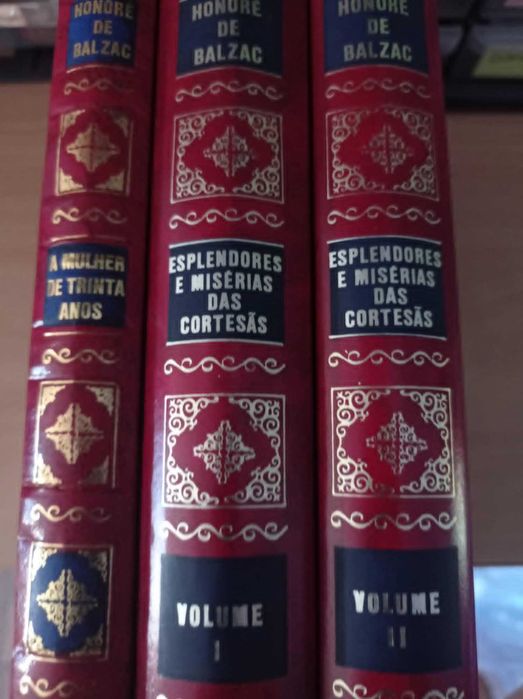 HONORÉ
DE
BALZAC
A MULHER
DE TRINTA
ANOS
HONORÉ
DE
BALZAC
ESPLENDORES
E MISÉRIAS
DAS
CORTESÃS
VOLUME
I
HONORÉ
DE
BALZAC
ESPLENDORES
E MISÉRIAS
DAS
CORTESÃS
VOLUME
II